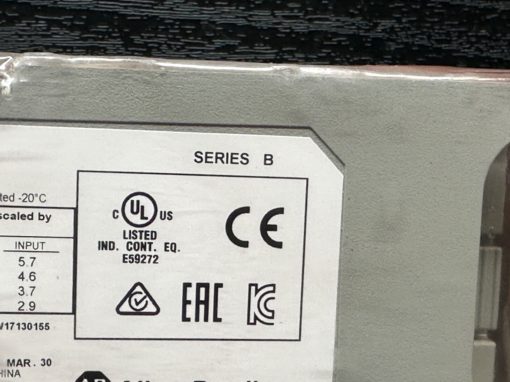 SERIES B
ted -20°C
scaled by
INPUT
5.7
4.6
3.7
2.9
C UL US
LISTED
IND. CONT. EQ.
E59272
CE
EAC
17130155
MAR. 30
HINA
AB